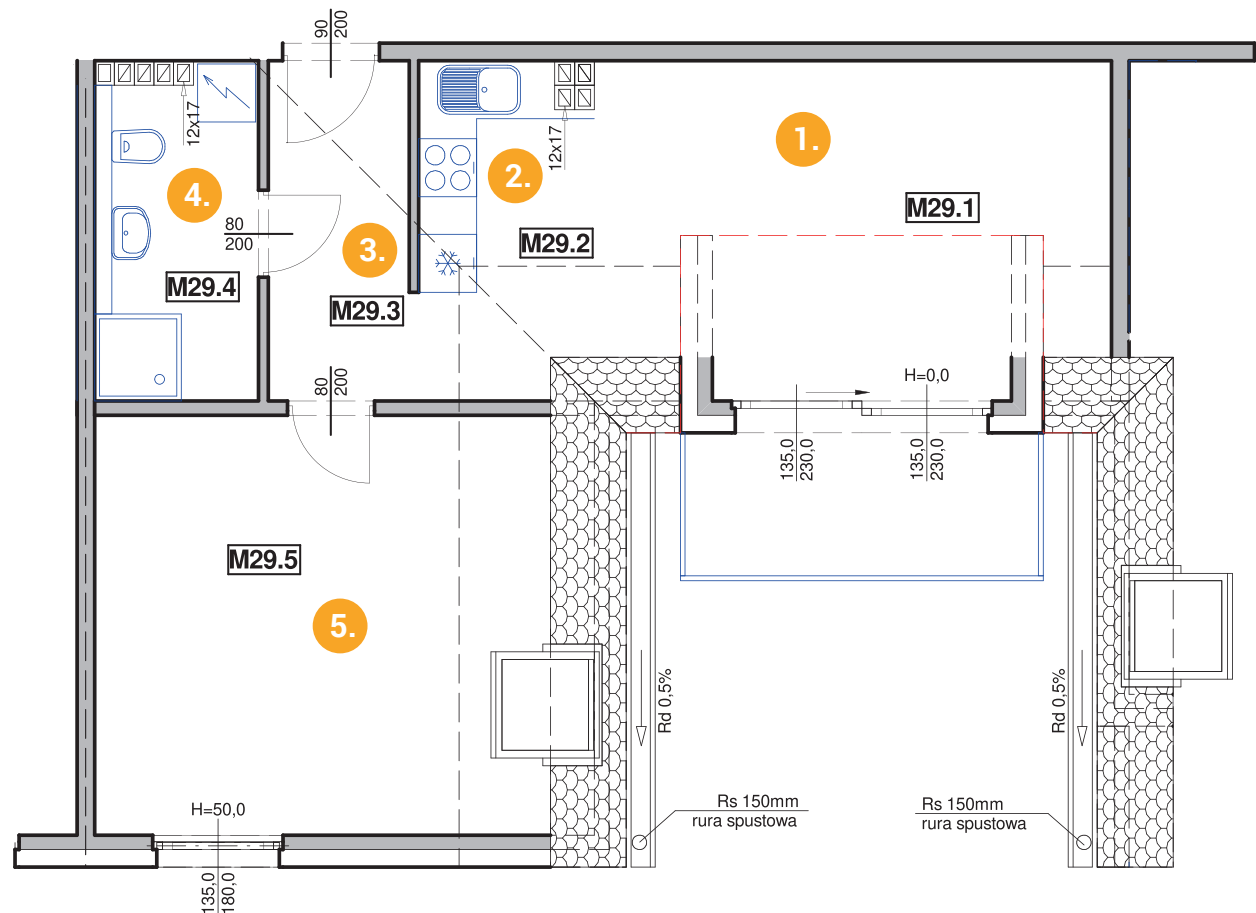 90
200
12x17
12x17
1.
2.
4.
M29.1
80
200
3.
M29.2
M29.4
M29.3
80
200
H=0,0
135,0
230,0
135,0
230,0
M29.5
5.
Rd 0,5%
Rd 0,5%
H=50,0
Rs 150mm
rura spustowa
Rs 150mm
rura spustowa
135,0
180,0